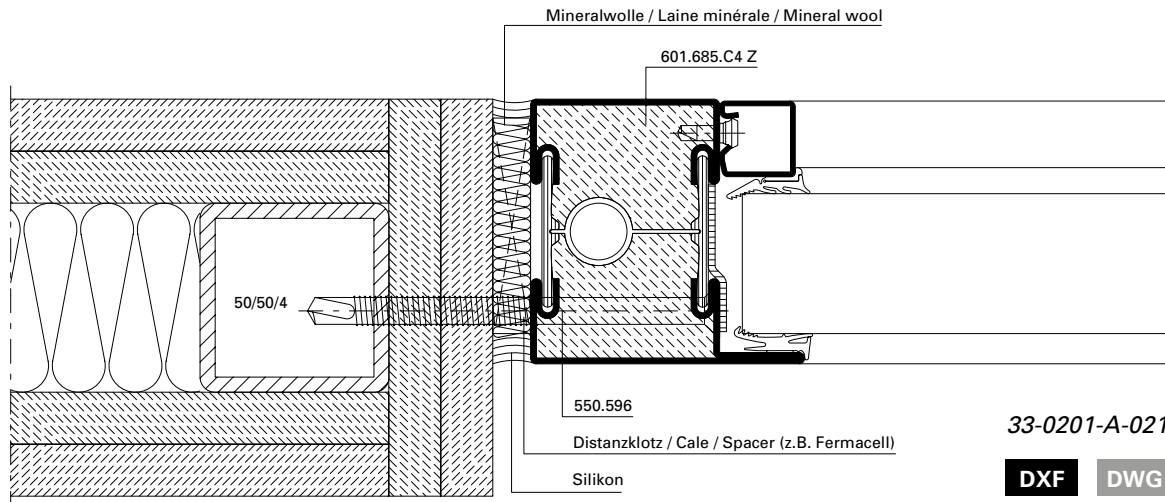 Mineralwolle / Laine minérale / Mineral wool
601.685.C4 Z
50/50/4
550.596
Distanzklotz / Cale / Spacer (z.B. Fermacell)
Silikon
33-0201-A-021
DXF DWG